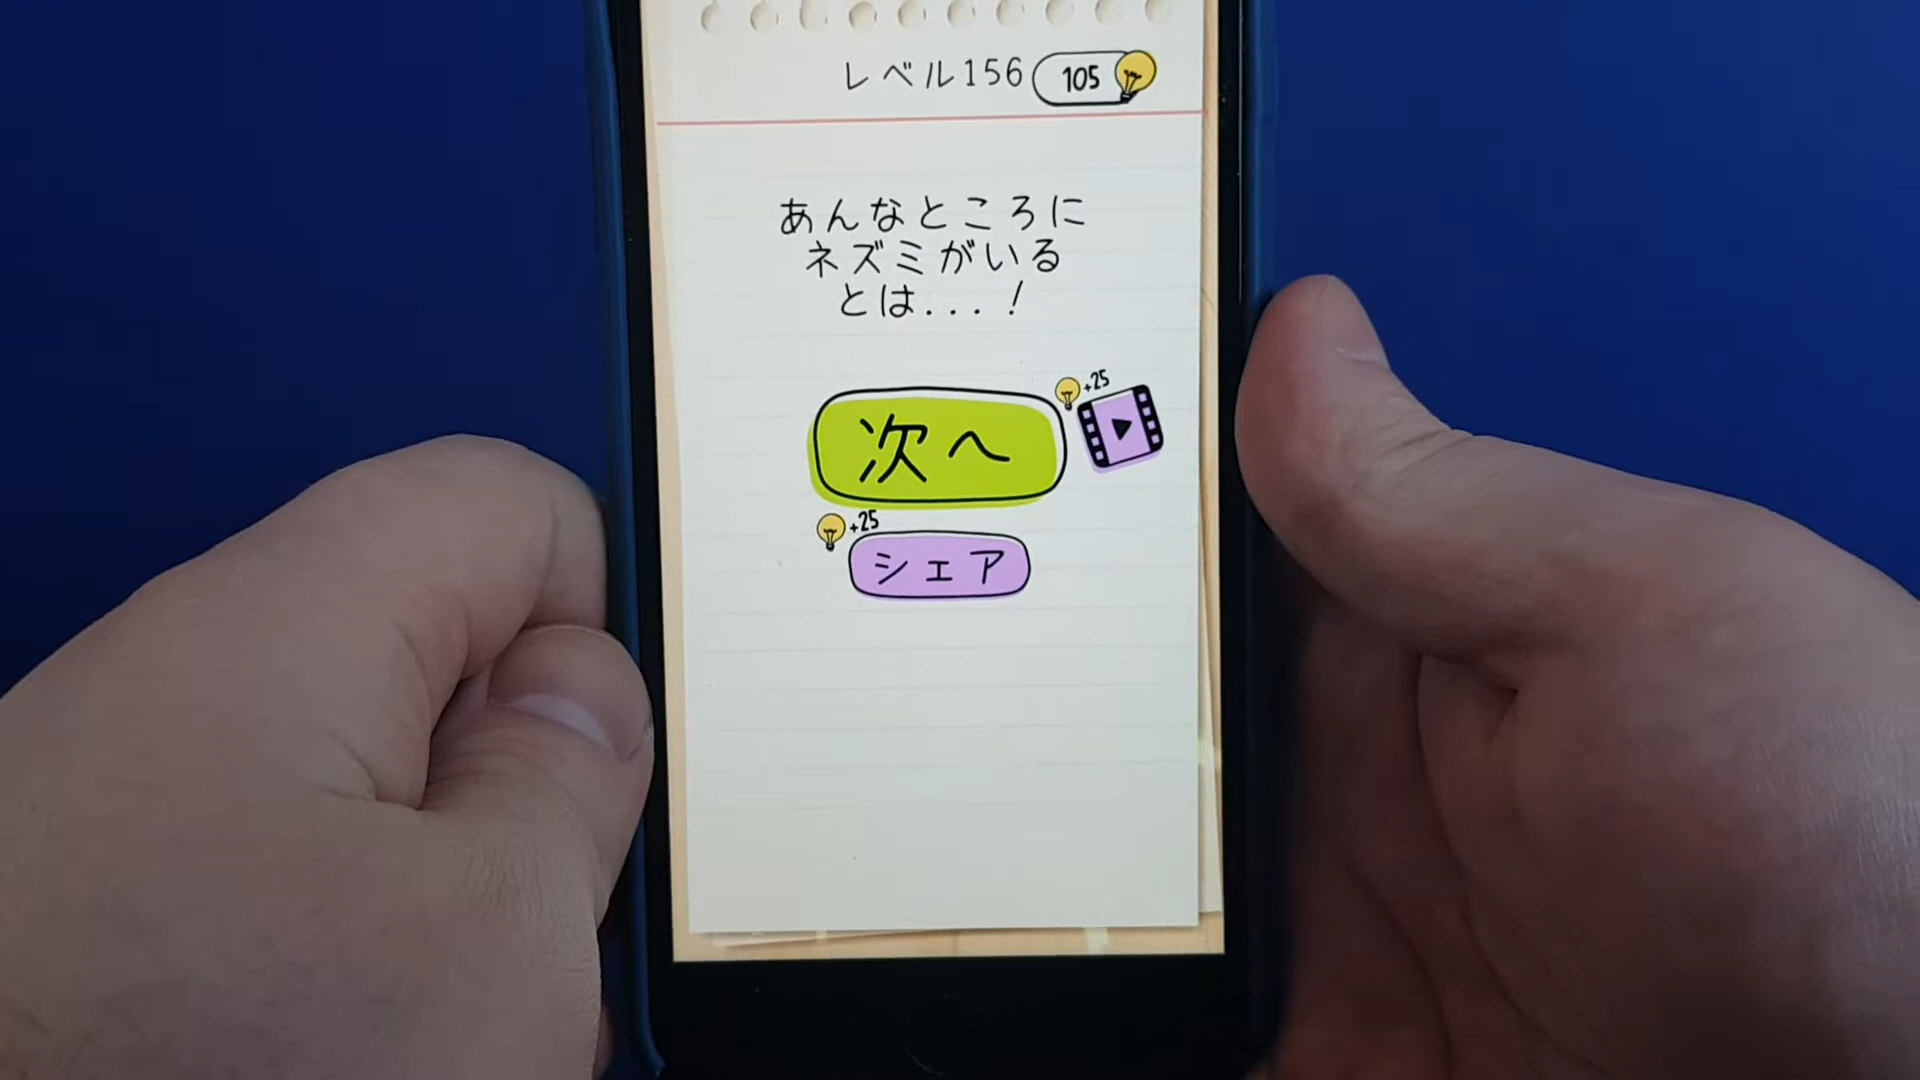 レベル156
105
あんなところに
ネズミがいる
とは...!
+25
次へ
+25
シェア